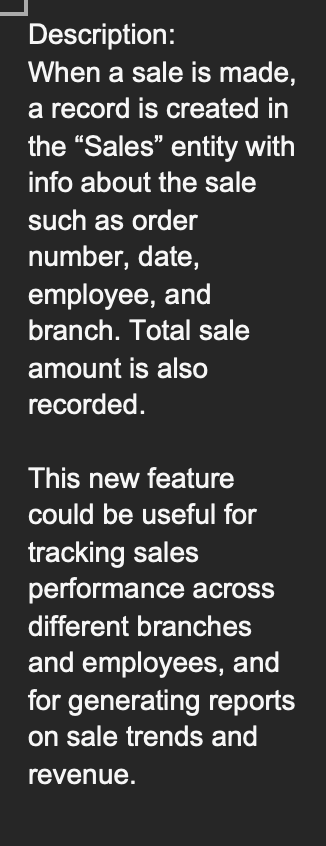 Description:
When a sale is made,
a record is created in
the “Sales” entity with
info about the sale
such as order
number, date,
employee, and
branch. Total sale
amount is also
recorded.

This new feature
could be useful for
tracking sales
performance across
different branches
and employees, and
for generating reports
on sale trends and
revenue.